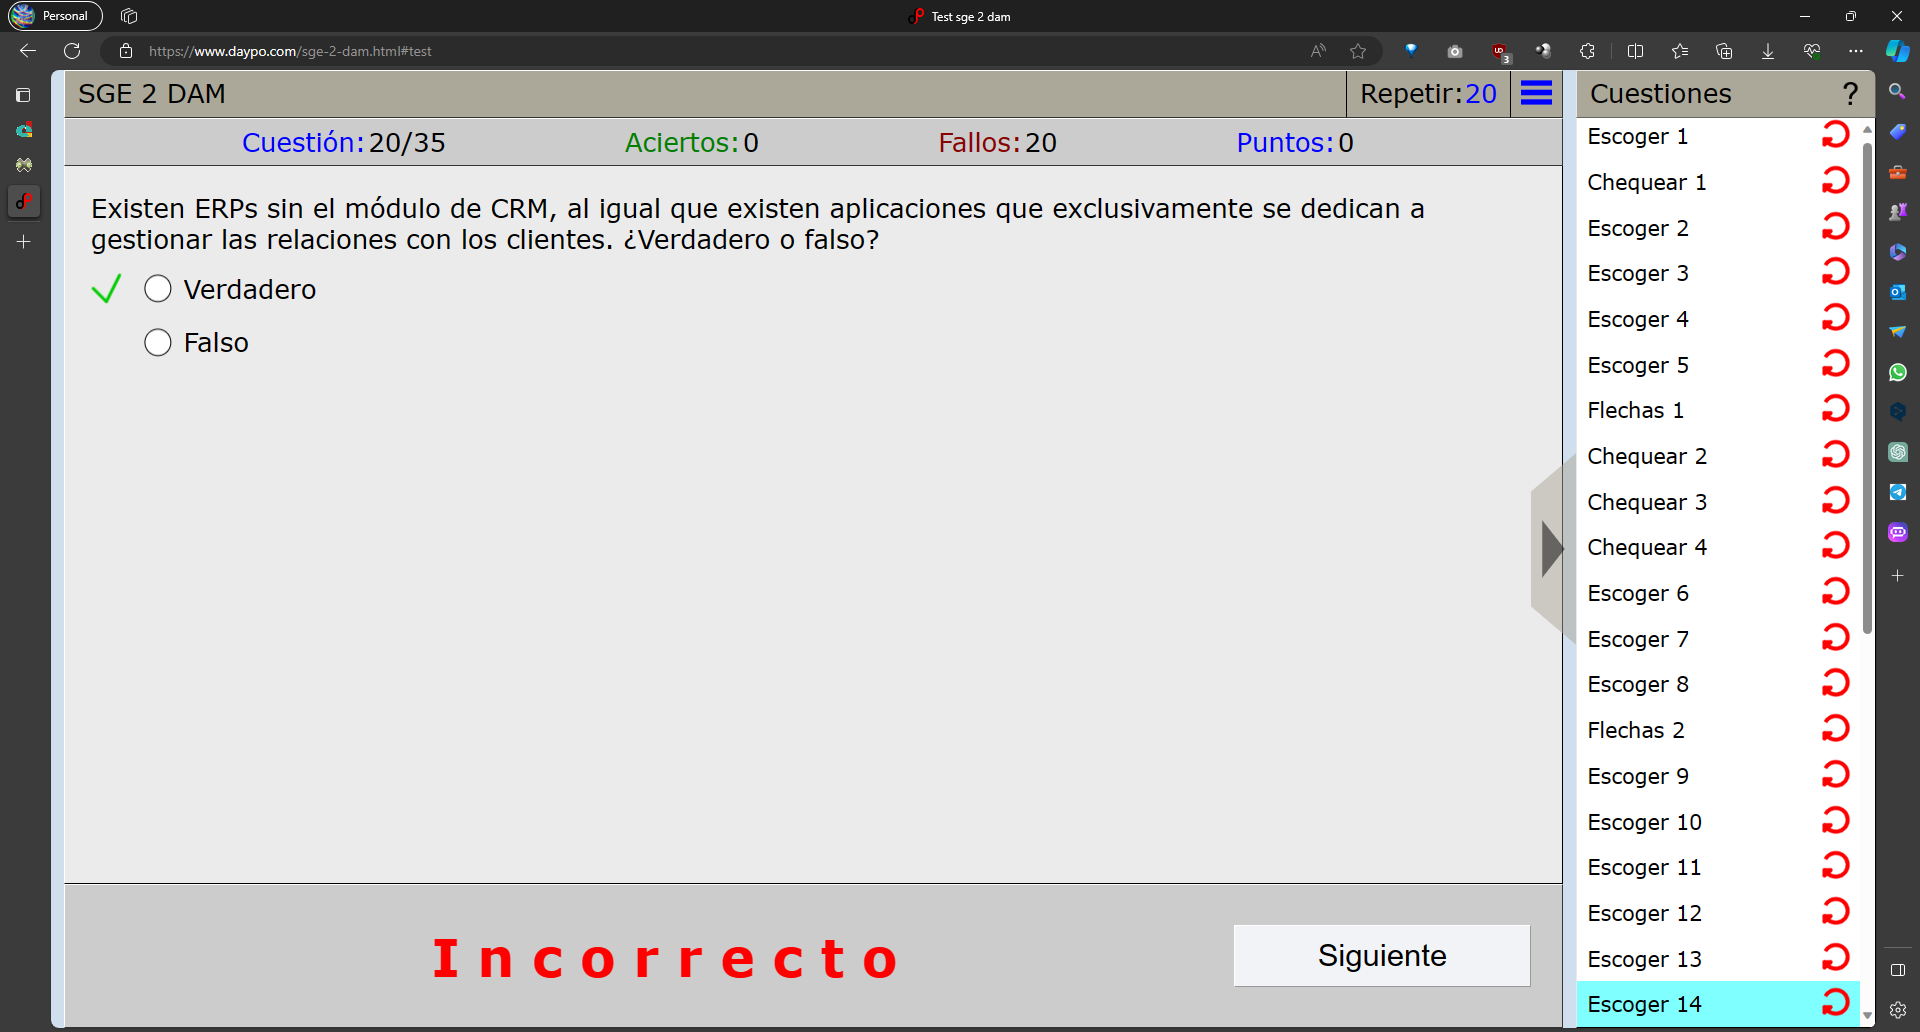 Personal
Test sge 2 dam
https://www.daypo.com/sge-2-dam.html#test
SGE 2 DAM
Repetir:20
Cuestiones
?
Cuestión:20/35
Aciertos:0
Fallos:20
Puntos:0
Existen ERPs sin el módulo de CRM, al igual que existen aplicaciones que exclusivamente se dedican a
gestionar las relaciones con los clientes. ¿Verdadero o falso?
Verdadero
Falso
Incorrecto
Siguiente
Escoger 1
Chequear 1
Escoger 2
Escoger 3
Escoger 4
Escoger 5
Flechas 1
Chequear 2
Chequear 3
Chequear 4
Escoger 6
Escoger 7
Escoger 8
Flechas 2
Escoger 9
Escoger 10
Escoger 11
Escoger 12
Escoger 13
Escoger 14
3